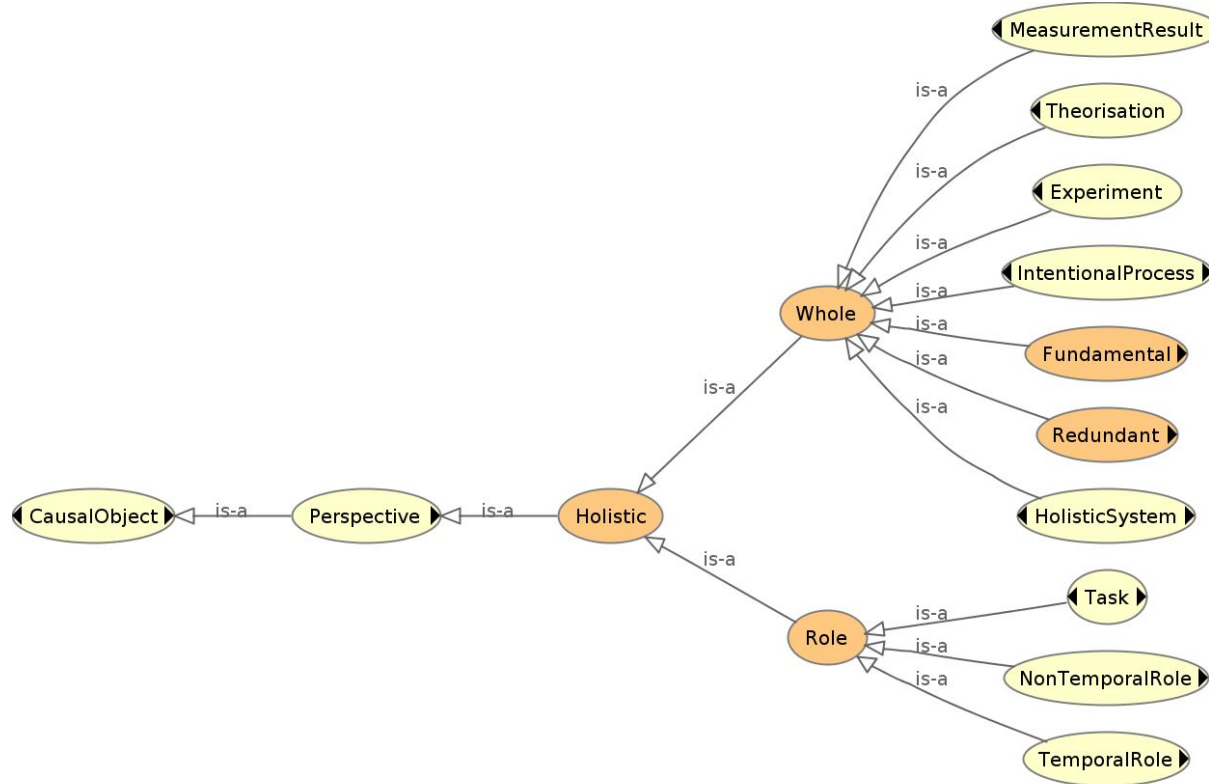 MeasurementResult
is-a
Theorisation
is-a
Experiment
is-a
IntentionalProcess
is-a
Whole
is-a
Fundamental
is-a
is-a
Redundant
is-a
CausalObject
is-a
Perspective
is-a
Holistic
HolisticSystem
is-a
Task
is-a
Role
is-a
NonTemporalRole
is-a
TemporalRole